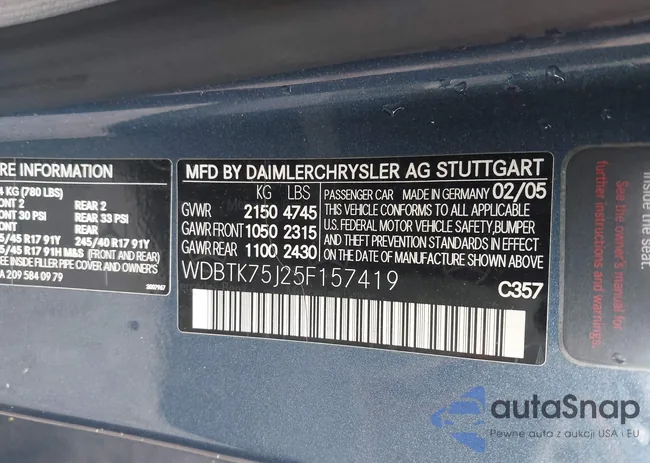 RE INFORMATION
4 KG (780 LBS)
ONT 2 REAR 2
ONT 30 PSI REAR 33 PSI
5/45 R17 91Y 245/40 R17 91Y
5/45 R17 91H M&S (FRONT AND REAR)
EE INSIDE FILLER PIPE COVER AND OWNER'S
A 209 584 09 79
MFD BY DAIMLERCHRYSLER AG STUTTGART
KG LBS
GVWR 2150 4745
GAWR FRONT 1050 2315
GAWR REAR 1100 2430
PASSENGER CAR MADE IN GERMANY 02/05
THIS VEHICLE CONFORMS TO ALL APPLICABLE
U.S. FEDERAL MOTOR VEHICLE SAFETY,BUMPER
AND THEFT PREVENTION STANDARDS IN EFFECT
ON THE DATE OF MANUFACTURE SHOWN ABOVE.
WDBTK75J25F157419
C357
See the owner's manual for
further instructions and warnings.
autaSnap
Pewne auto z aukcji USA i EU